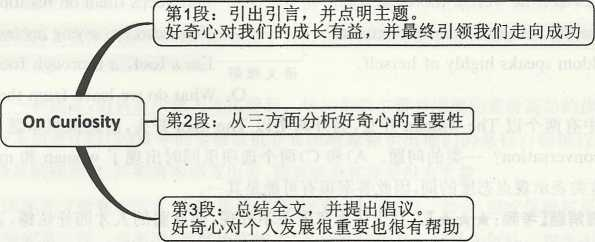 第1段：引出引言，并点明主题。
好奇心对我们的成长有益，并最终引领我们走向成功
On Curiosity
第2段：从三方面分析好奇心的重要性
第3段：总结全文，并提出倡议。
好奇心对个人发展很重要也很有帮助